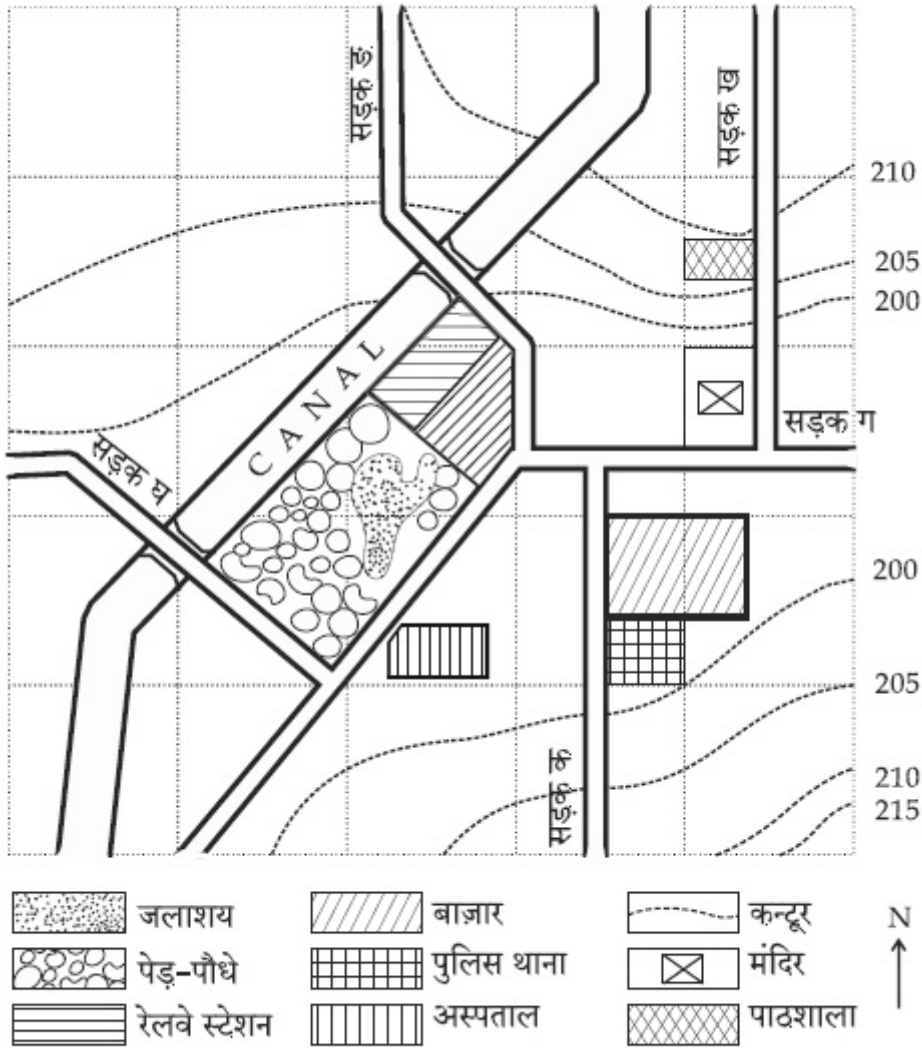 सड़क ङ
सड़क ख
210
205
200
CANAL
सड़क ग
सड़क घ
200
205
210
215
सड़क क
जलाशय
बाज़ार
कन्टूर
N
पेड़-पौधे
पुलिस थाना
मंदिर
रेलवे स्टेशन
अस्पताल
पाठशाला